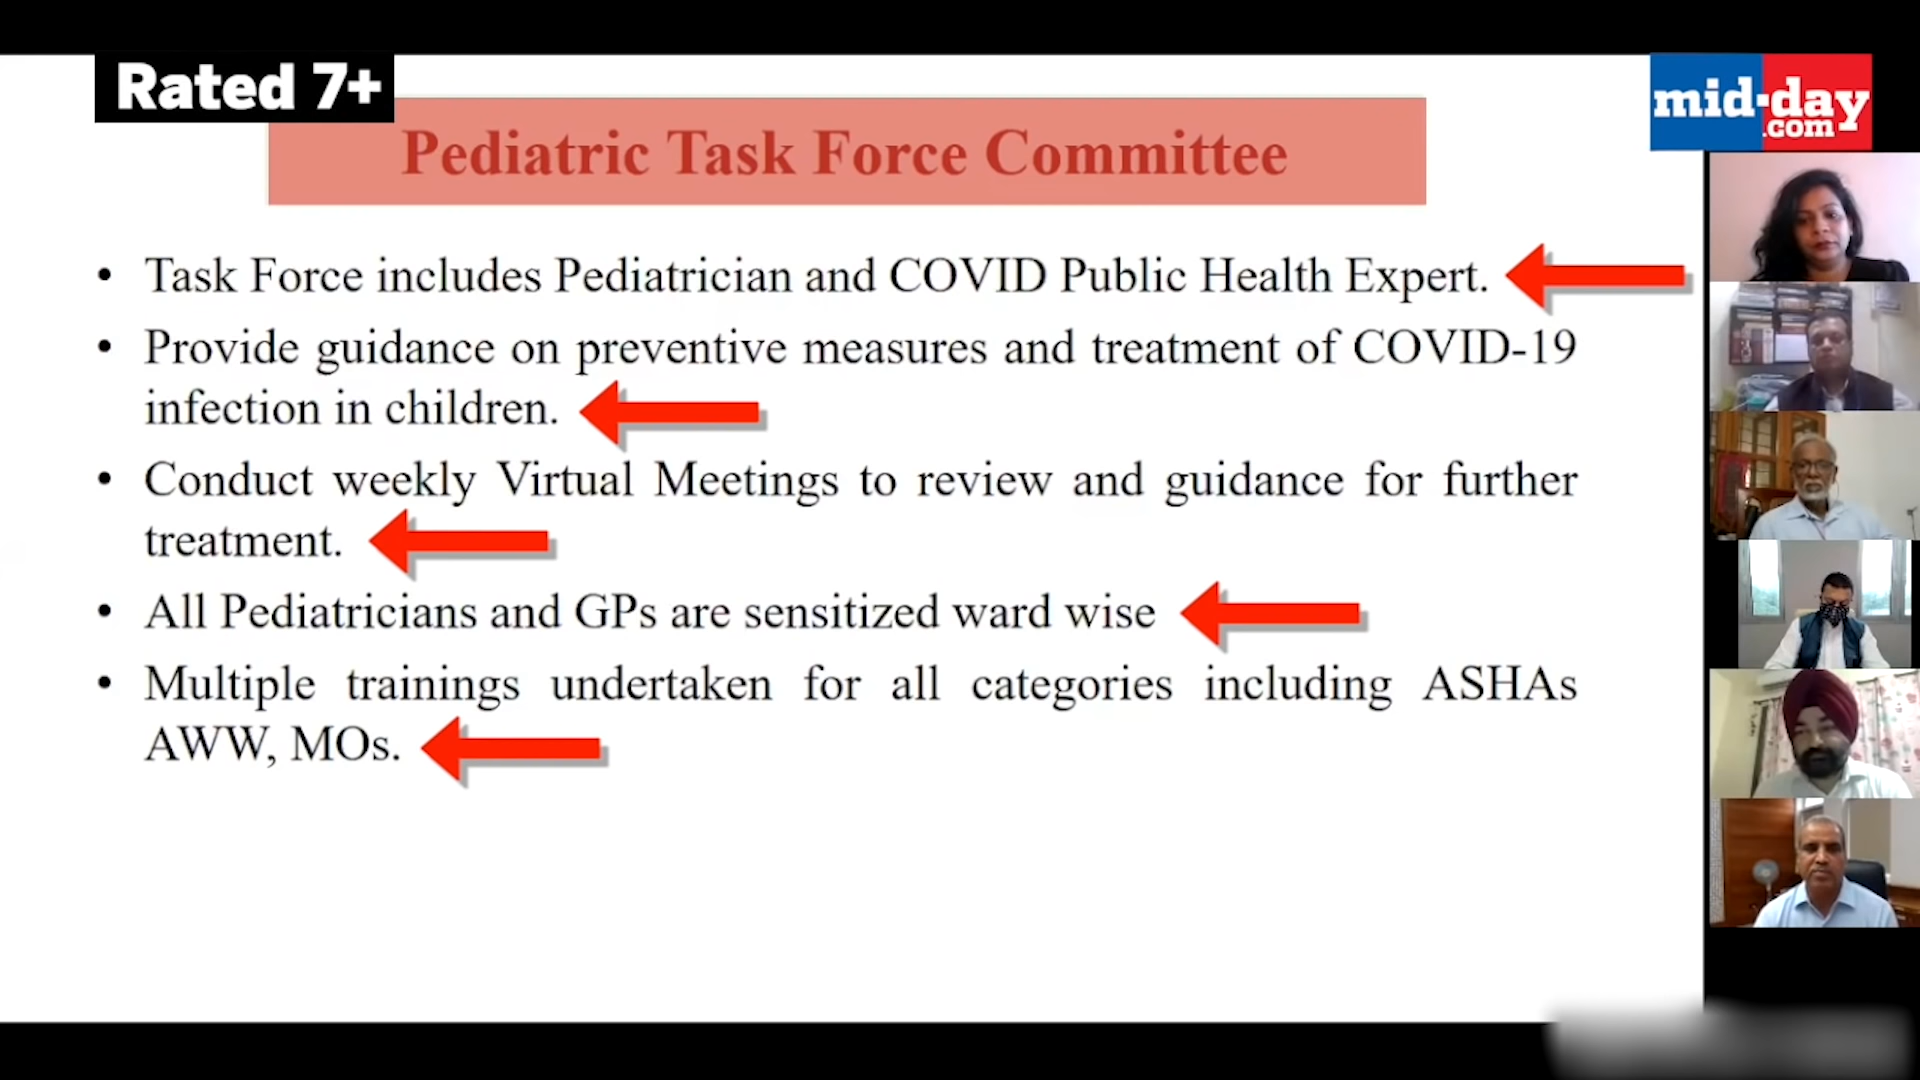 Rated 7+
mid-day
.com
Pediatric Task Force Committee
• Task Force includes Pediatrician and COVID Public Health Expert.
• Provide guidance on preventive measures and treatment of COVID-19
infection in children.
• Conduct weekly Virtual Meetings to review and guidance for further
treatment.
• All Pediatricians and GPs are sensitized ward wise
• Multiple trainings undertaken for all categories including ASHAs
AWW, MOs.